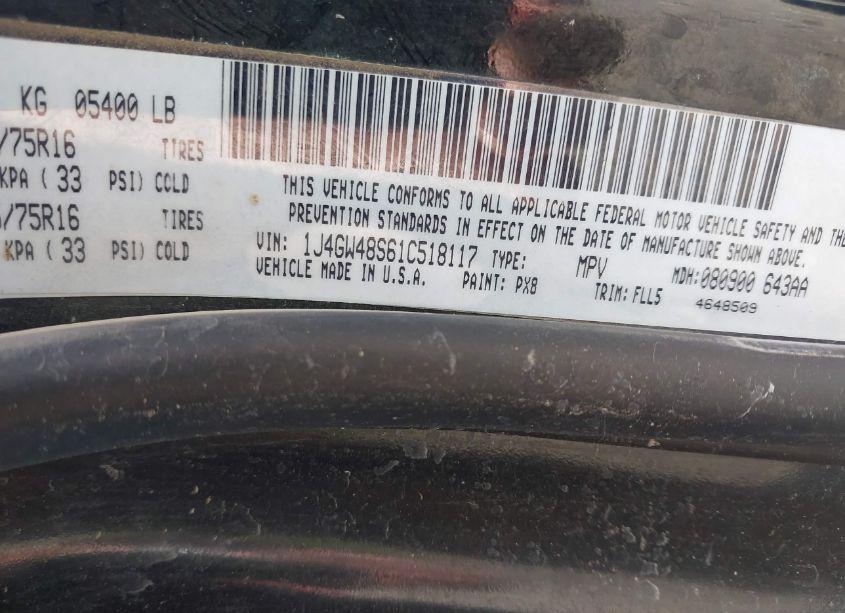 KG 05400 LB
/75R16 TIRES
KPA ( 33 PSI) COLD
/75R16 TIRES
KPA ( 33 PSI) COLD
THIS VEHICLE CONFORMS TO ALL APPLICABLE FEDERAL MOTOR VEHICLE SAFETY AND THE
PREVENTION STANDARDS IN EFFECT ON THE DATE OF MANUFACTURE SHOWN ABOVE.
VIN: 1J4GW48S61C518117 TYPE: MPV MDH:080900 643AA
VEHICLE MADE IN U.S.A. PAINT: PX8 TRIM: FLL5 4648509